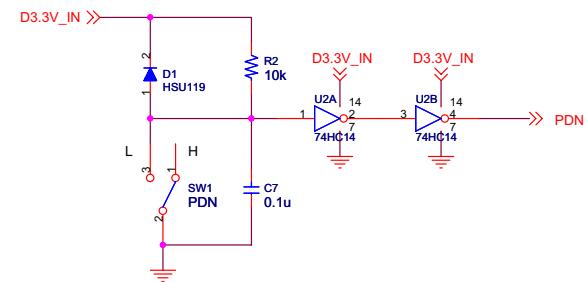 D3.3V_IN
2
D1
HSU119
1
R2
10k
D3.3V_IN
D3.3V_IN
U2A
14
1
2
7
74HC14
U2B
14
3
4
7
74HC14
PDN
L
H
3
1
SW1
PDN
2
C7
0.1u